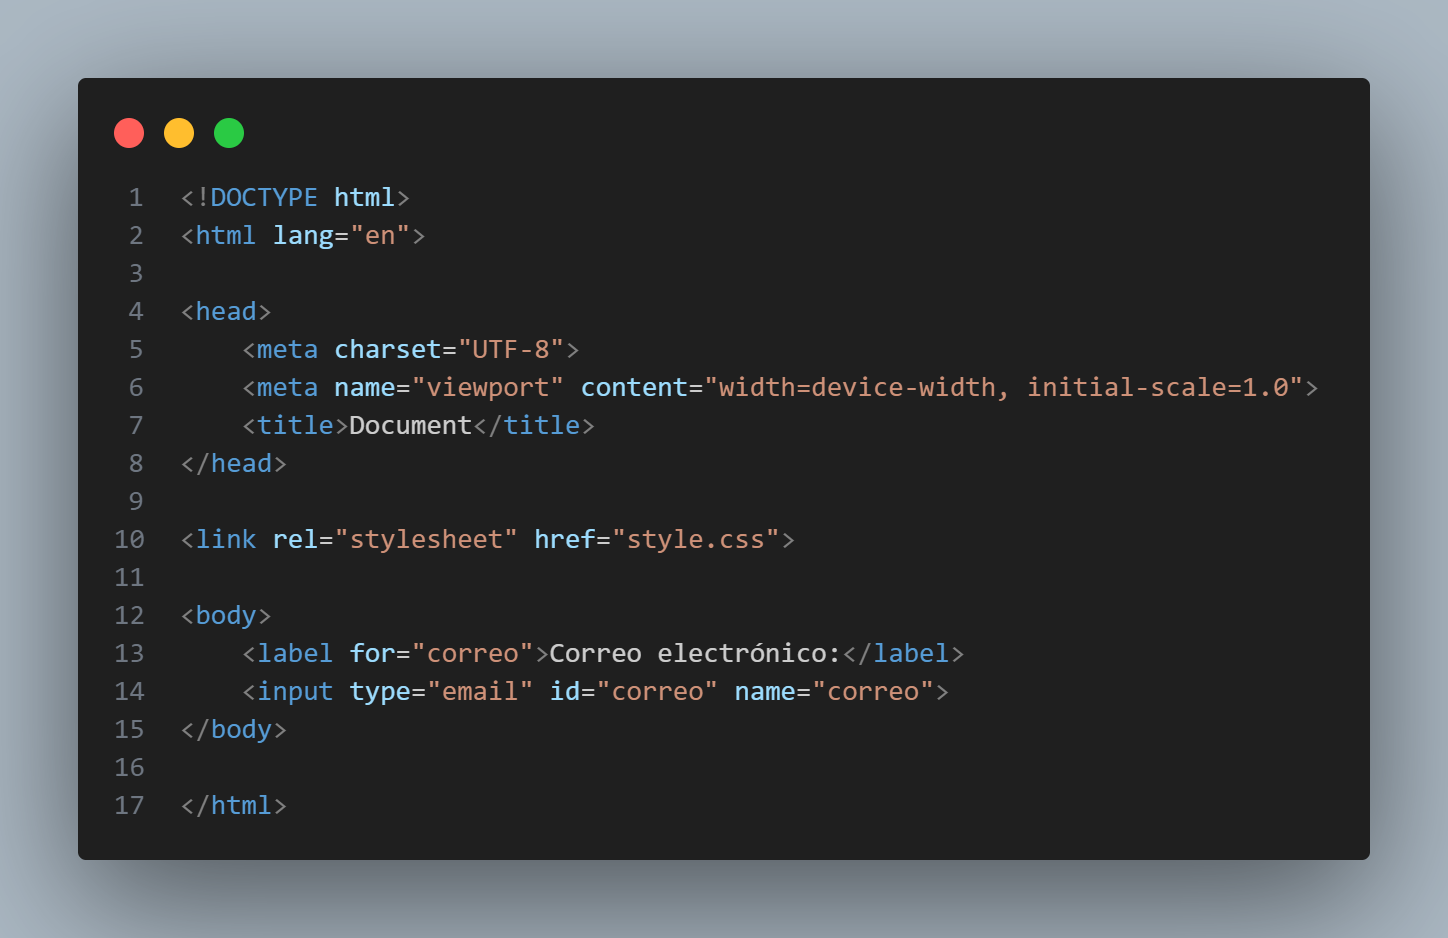 1 <!DOCTYPE html>
2 <html lang="en">
3
4 <head>
5     <meta charset="UTF-8">
6     <meta name="viewport" content="width=device-width, initial-scale=1.0">
7     <title>Document</title>
8 </head>
9
10 <link rel="stylesheet" href="style.css">
11
12 <body>
13     <label for="correo">Correo electrónico:</label>
14     <input type="email" id="correo" name="correo">
15 </body>
16
17 </html>